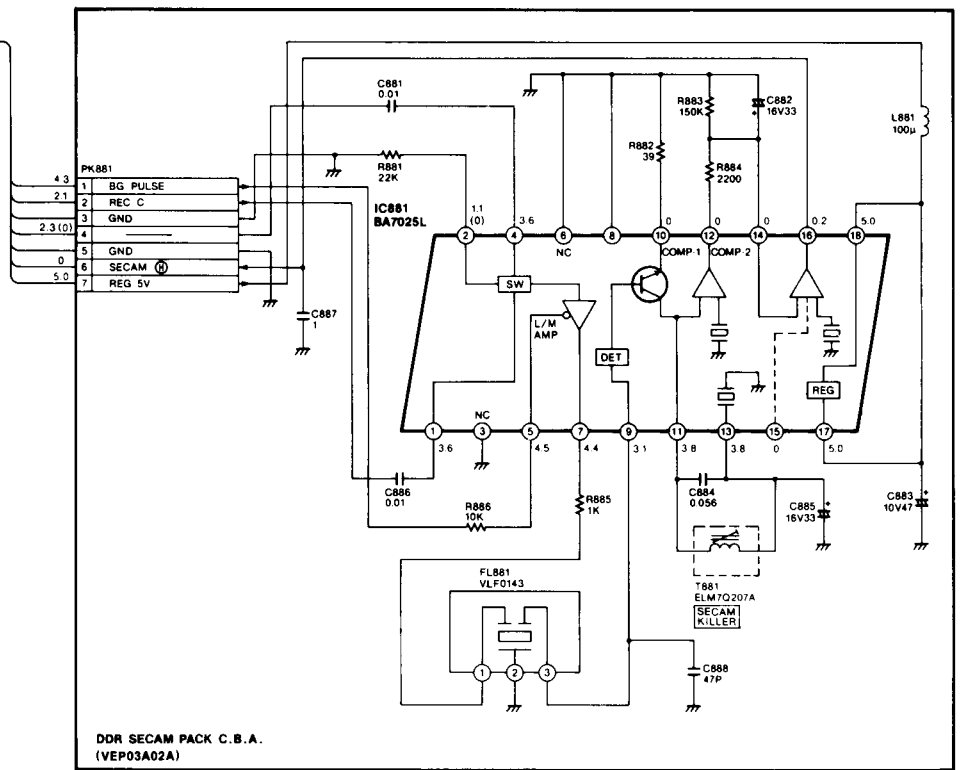 C881
0.01
R883
150K
C882
16V33
L881
100μ
R882
39
R884
2200
R881
22K
PK881
4.3 1 BG PULSE
2.1 2 REC C
3 GND
2.3(0) 4
5 GND
0 6 SECAM H
5.0 7 REG 5V
IC881
BA7025L
1.1
(0)
3.6
0
0
0
0.2
5.0
2 4 6 8 10 12 14 16 18
NC
COMP-1
COMP-2
SW
L/M
AMP
DET
REG
C887
1
NC
1 3 5 7 9 11 13 15 17
3.6
4.5
4.4
3.1
3.8
3.8
0
5.0
C886
0.01
R886
10K
R885
1K
C884
0.056
C885
16V33
C883
10V47
T881
ELM7Q207A
SECAM
KILLER
FL881
VLF0143
1 2 3
C888
47P
DDR SECAM PACK C.B.A.
(VEP03A02A)